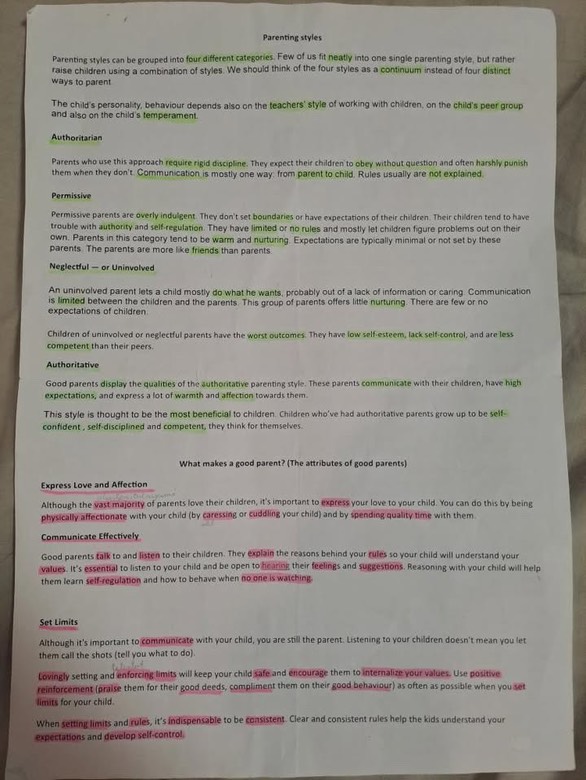 Parenting styles
Parenting styles can be grouped into four different categories. Few of us fit neatly into one single parenting style, but rather
raise children using a combination of styles. We should think of the four styles as a continuum instead of four distinct
ways to parent.
The child's personality, behaviour depends also on the teachers' style of working with children, on the child's peer group
and also on the child's temperament.
Authoritarian
Parents who use this approach require rigid discipline. They expect their children to obey without question and often harshly punish
them when they don't. Communication is mostly one way: from parent to child. Rules usually are not explained.
Permissive
Permissive parents are overly indulgent. They don't set boundaries or have expectations of their children. Their children tend to have
trouble with authority and self-regulation. They have limited or no rules and mostly let children figure problems out on their
own. Parents in this category tend to be warm and nurturing. Expectations are typically minimal or not set by these
parents. The parents are more like friends than parents.
Neglectful — or Uninvolved
An uninvolved parent lets a child mostly do what he wants, probably out of a lack of information or caring. Communication
is limited between the children and the parents. This group of parents offers little nurturing. There are few or no
expectations of children.
Children of uninvolved or neglectful parents have the worst outcomes. They have low self-esteem, lack self-control, and are less
competent than their peers.
Authoritative
Good parents display the qualities of the authoritative parenting style. These parents communicate with their children, have high
expectations, and express a lot of warmth and affection towards them.
This style is thought to be the most beneficial to children. Children who've had authoritative parents grow up to be self-
confident , self-disciplined and competent, they think for themselves.
What makes a good parent? (The attributes of good parents)
Express Love and Affection
Although the vast majority of parents love their children, it's important to express your love to your child. You can do this by being
physically affectionate with your child (by caressing or cuddling your child) and by spending quality time with them.
Communicate Effectively
Good parents talk to and listen to their children. They explain the reasons behind your rules so your child will understand your
values. It's essential to listen to your child and be open to hearing their feelings and suggestions. Reasoning with your child will help
them learn self-regulation and how to behave when no one is watching.
Set Limits
Although it's important to communicate with your child, you are still the parent. Listening to your children doesn't mean you let
them call the shots (tell you what to do).
Lovingly setting and enforcing limits will keep your child safe and encourage them to internalize your values. Use positive
reinforcement (praise them for their good deeds, compliment them on their good behaviour) as often as possible when you set
limits for your child.
When setting limits and rules, it's indispensable to be consistent. Clear and consistent rules help the kids understand your
expectations and develop self-control.